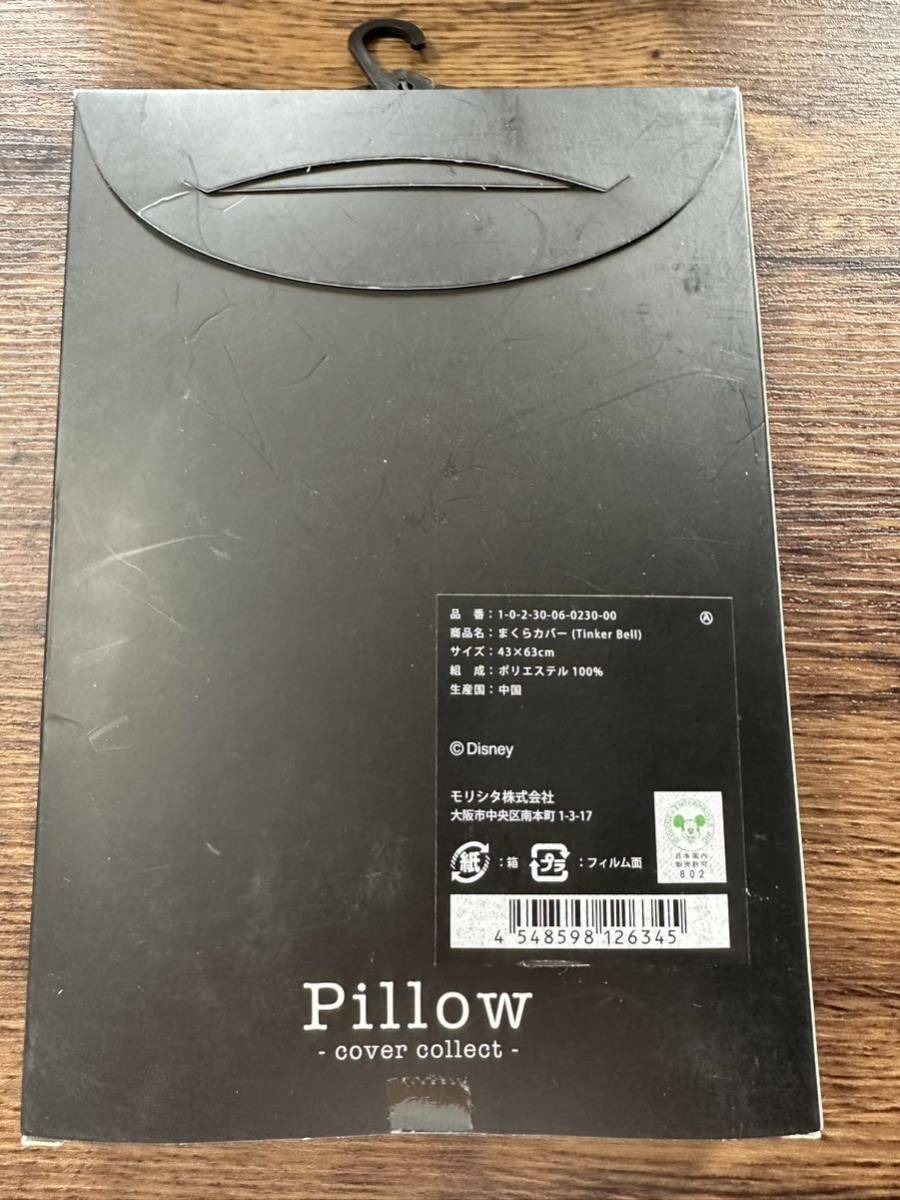 品　番：1-0-2-30-06-0230-00
Ⓐ
商品名：まくらカバー (Tinker Bell)
サイズ：43×63cm
組　成：ポリエステル 100%
生産国：中国
©Disney
モリシタ株式会社
大阪市中央区南本町 1-3-17
紙：箱
プラ：フィルム面
日本国内
販売許可
602
4 548598 126345
Pillow
- cover collect -